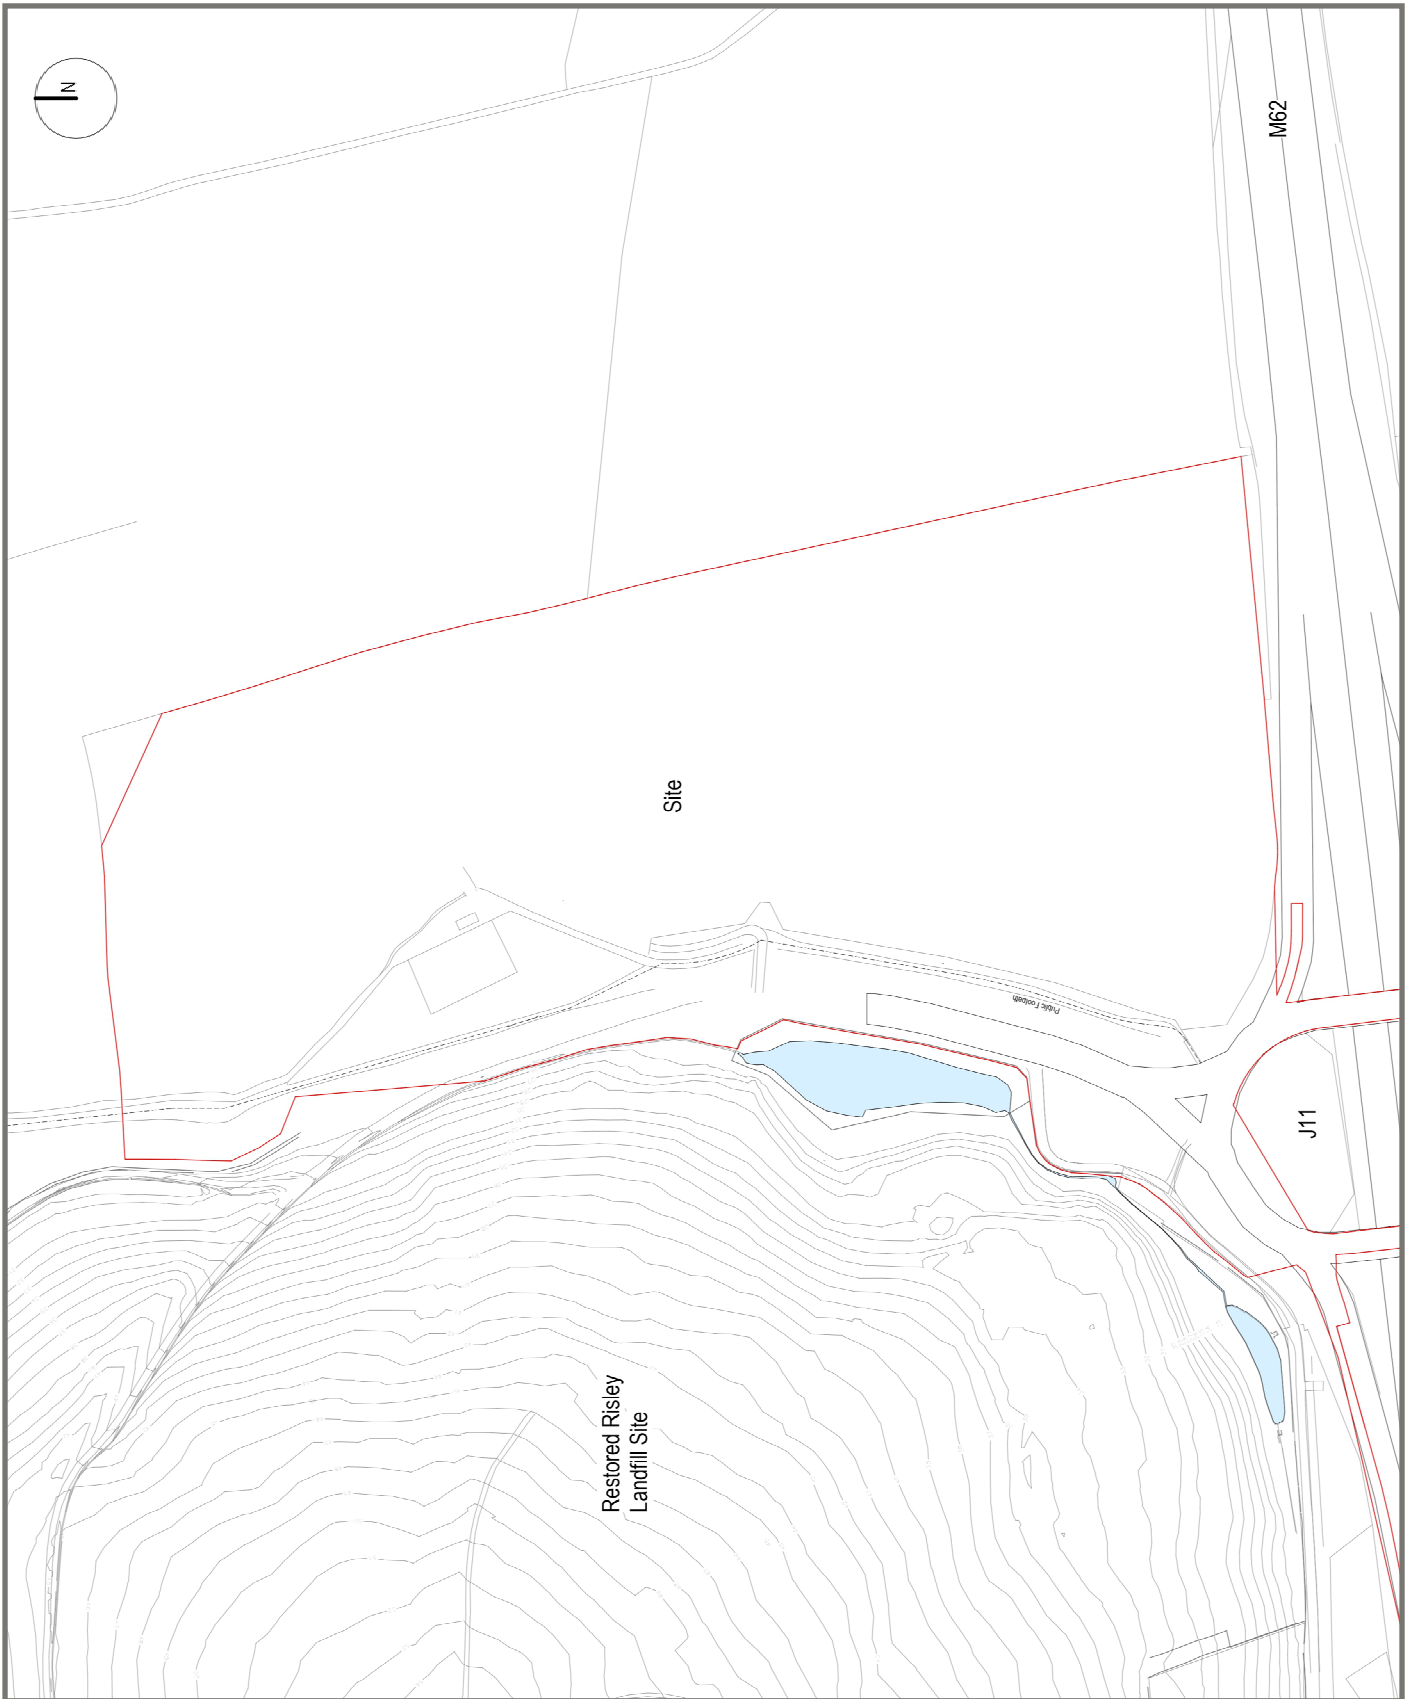 N
M62
Site
Public Footpath
J11
Restored Risley
Landfill Site